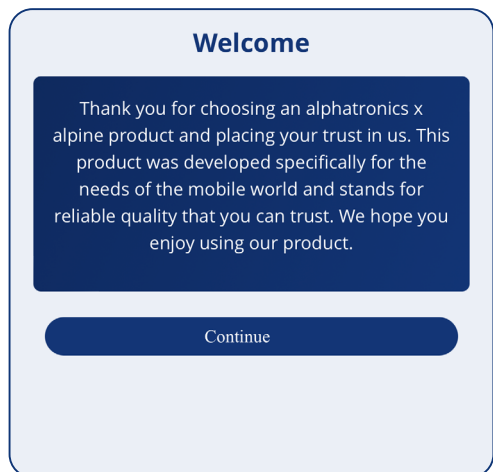 Welcome
Thank you for choosing an alphatronics x
alpine product and placing your trust in us. This
product was developed specifically for the
needs of the mobile world and stands for
reliable quality that you can trust. We hope you
enjoy using our product.
Continue